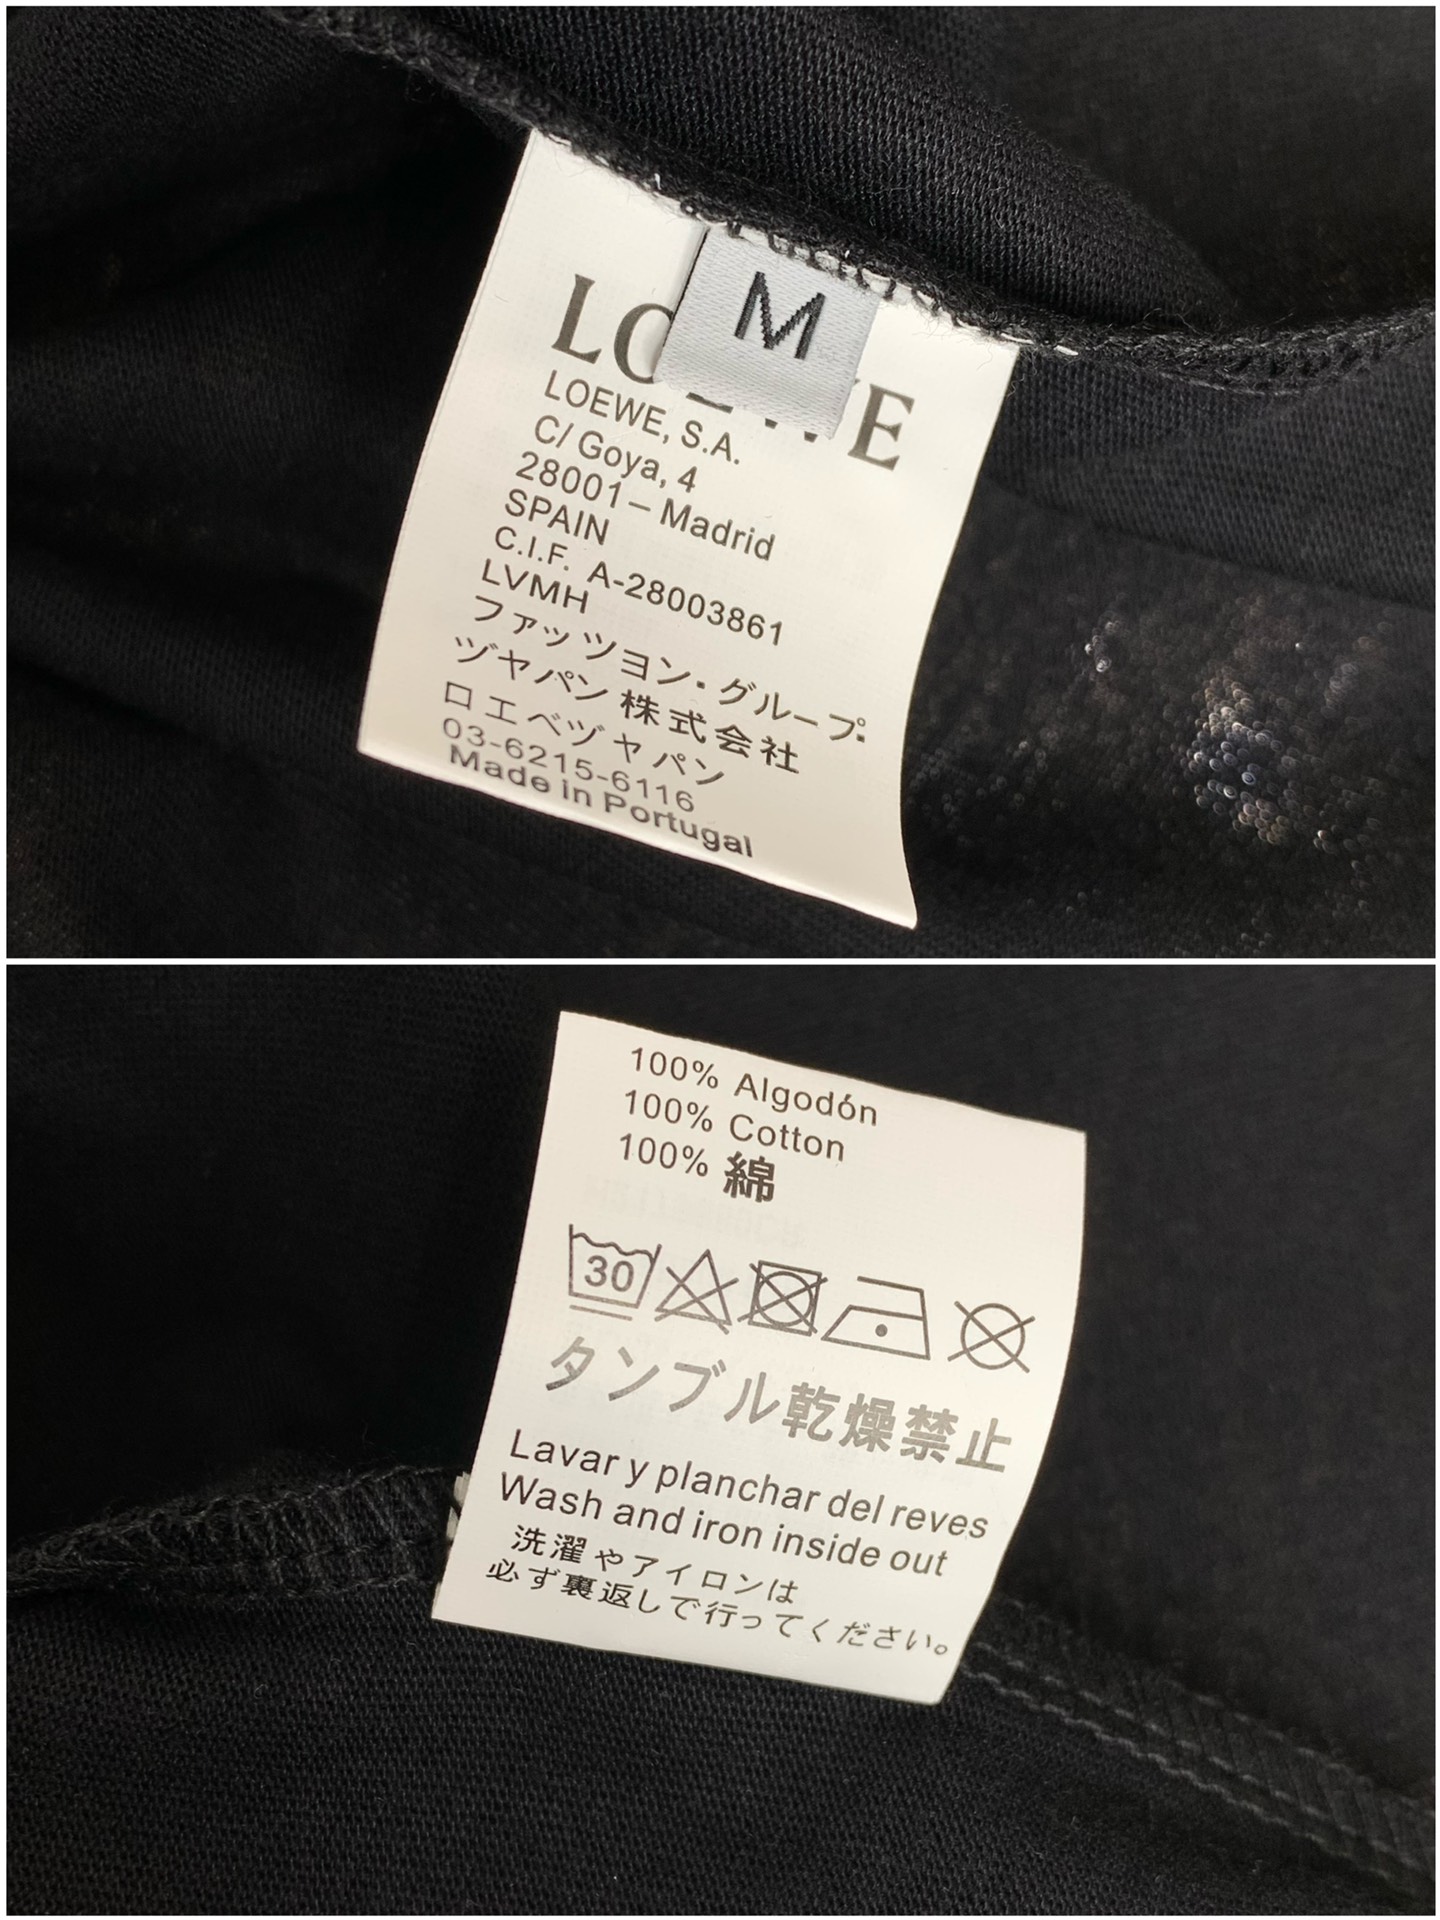 M
LOEWE
LOEWE, S.A.
C/ Goya, 4
28001– Madrid
SPAIN
C.I.F. A-28003861
LVMH
ファッツヨン・グループ・
ヅヤパン 株式会社
ロエベヅヤパン
03-6215-6116
Made in Portugal
100% Algodón
100% Cotton
100% 綿
30
タンブル乾燥禁止
Lavar y planchar del reves
Wash and iron inside out
洗濯やアイロンは
必ず裏返しで行ってください。